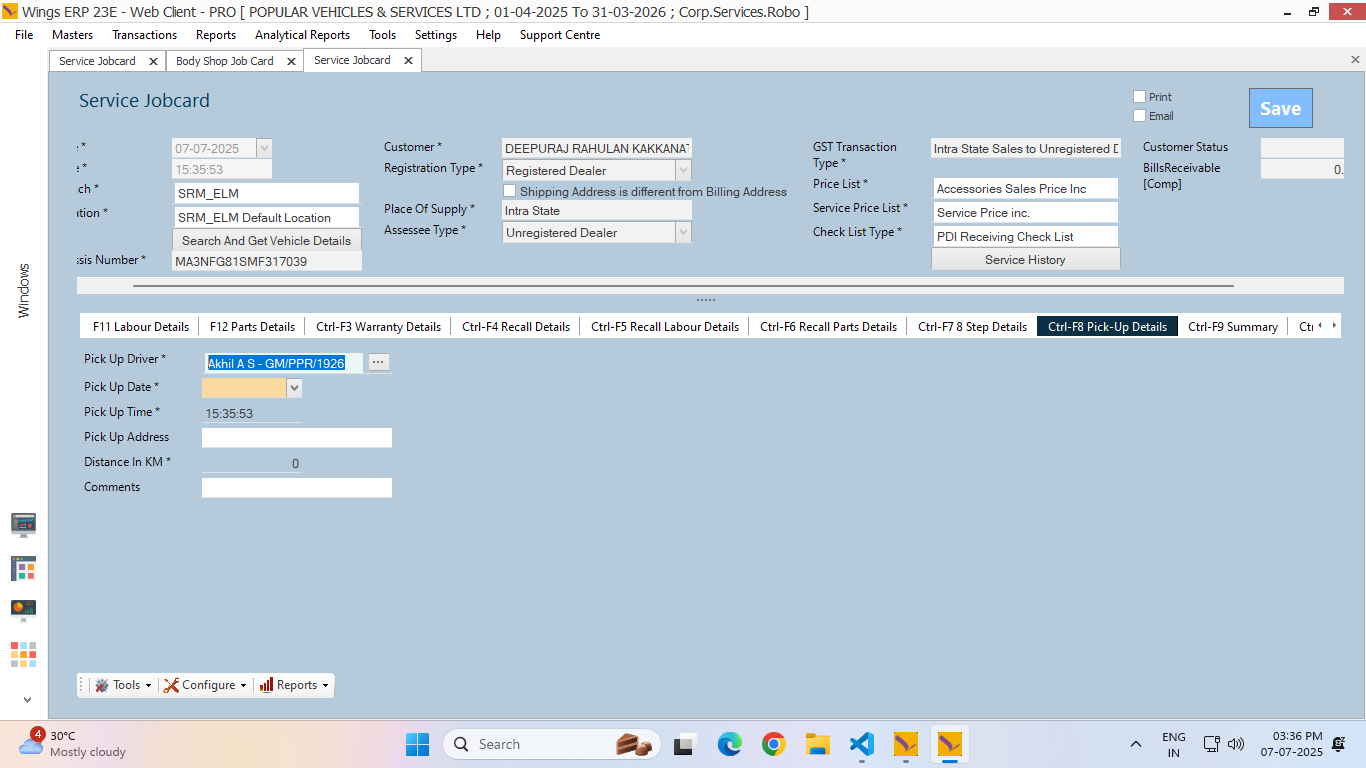 Wings ERP 23E - Web Client - PRO [ POPULAR VEHICLES & SERVICES LTD ; 01-04-2025 To 31-03-2026 ; Corp.Services.Robo ]
File Masters Transactions Reports Analytical Reports Tools Settings Help Support Centre
Service Jobcard Body Shop Job Card Service Jobcard
Service Jobcard
Print
Email
Save
* 07-07-2025
e * 15:35:53
ch * SRM_ELM
ation * SRM_ELM Default Location
Search And Get Vehicle Details
ssis Number * MA3NFG81SMF317039
Customer * DEEPURAJ RAHULAN KAKKANAT
Registration Type * Registered Dealer
Shipping Address is different from Billing Address
Place Of Supply * Intra State
Assessee Type * Unregistered Dealer
GST Transaction Type * Intra State Sales to Unregistered D
Price List * Accessories Sales Price Inc
Service Price List * Service Price inc.
Check List Type * PDI Receiving Check List
Service History
Customer Status
BillsReceivable [Comp] 0.
Windows
F11 Labour Details F12 Parts Details Ctrl-F3 Warranty Details Ctrl-F4 Recall Details Ctrl-F5 Recall Labour Details Ctrl-F6 Recall Parts Details Ctrl-F7 8 Step Details Ctrl-F8 Pick-Up Details Ctrl-F9 Summary Ctr
Pick Up Driver * Akhil A S - GM/PPR/1926 ...
Pick Up Date *
Pick Up Time * 15:35:53
Pick Up Address
Distance In KM * 0
Comments
Tools Configure Reports
4
30°C
Mostly cloudy
Search
ENG
IN
03:36 PM
07-07-2025